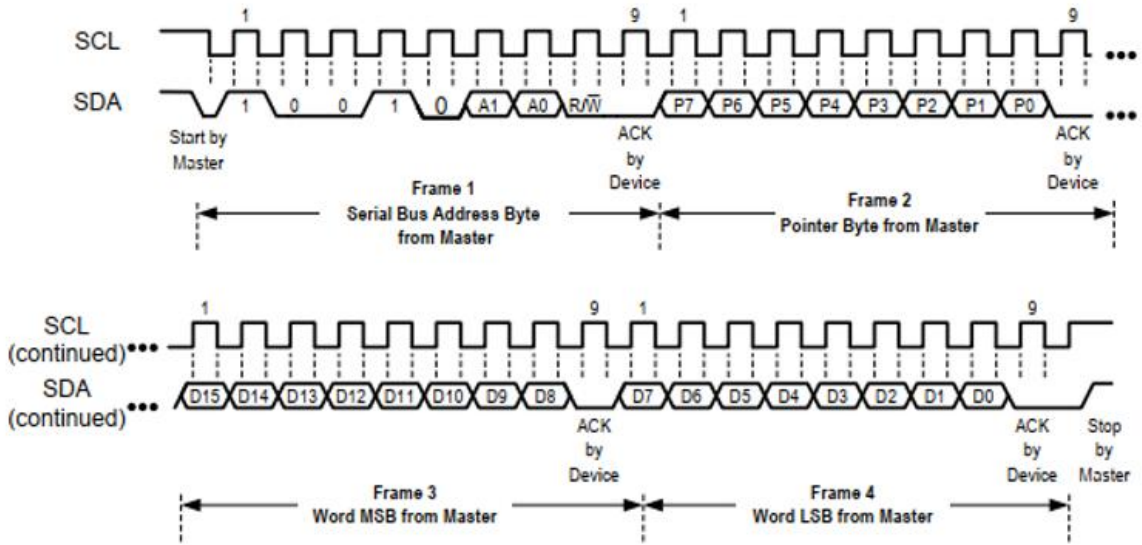 1 9 1 9
SCL
SDA
1 0 0 1 0 A1 A0 R/W̅ P7 P6 P5 P4 P3 P2 P1 P0
Start by
Master
ACK
by
Device
ACK
by
Device
Frame 1
Serial Bus Address Byte
from Master
Frame 2
Pointer Byte from Master
1 9 1 9
SCL
(continued)
SDA
(continued)
D15 D14 D13 D12 D11 D10 D9 D8 D7 D6 D5 D4 D3 D2 D1 D0
ACK
by
Device
ACK
by
Device
Stop
by
Master
Frame 3
Word MSB from Master
Frame 4
Word LSB from Master